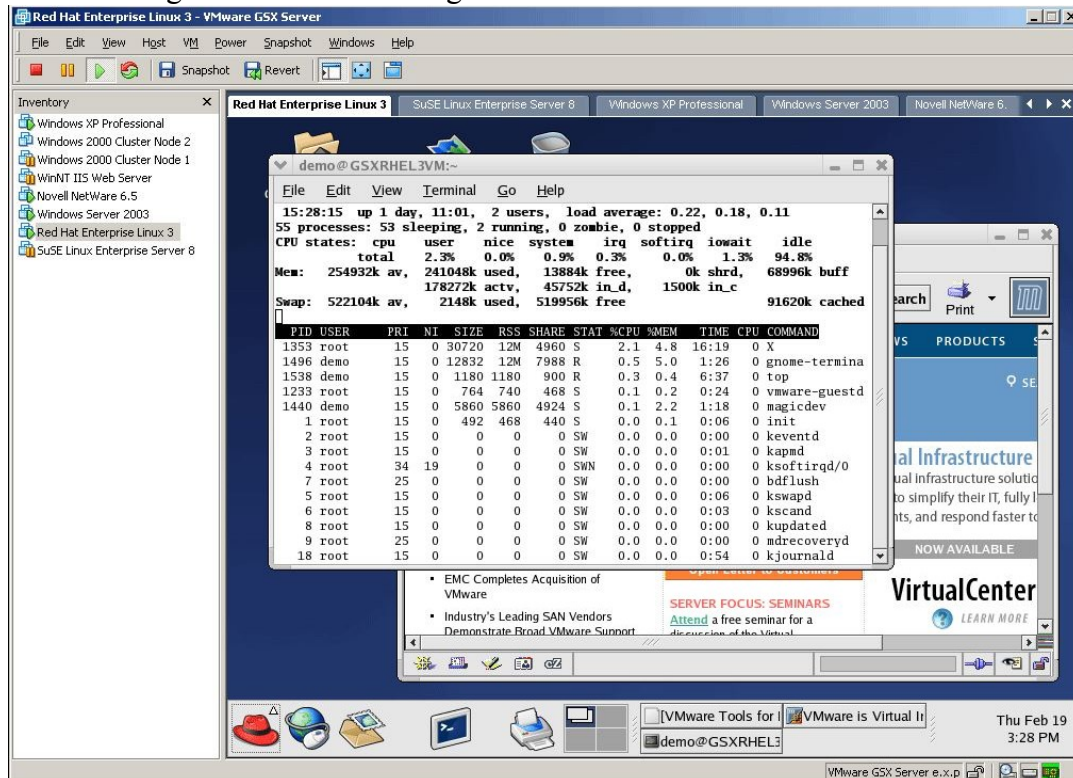 Red Hat Enterprise Linux 3 - VMware GSX Server
File Edit View Host VM Power Snapshot Windows Help
Snapshot Revert
Inventory
Windows XP Professional
Windows 2000 Cluster Node 2
Windows 2000 Cluster Node 1
WinNT IIS Web Server
Novell NetWare 6.5
Windows Server 2003
Red Hat Enterprise Linux 3
SuSE Linux Enterprise Server 8
Red Hat Enterprise Linux 3 SuSE Linux Enterprise Server 8 Windows XP Professional Windows Server 2003 Novell NetWare 6.
demo@GSXRHEL3VM:~
File Edit View Terminal Go Help
15:28:15 up 1 day, 11:01, 2 users, load average: 0.22, 0.18, 0.11
55 processes: 53 sleeping, 2 running, 0 zombie, 0 stopped
CPU states: cpu user nice system irq softirq iowait idle
total 2.3% 0.0% 0.9% 0.3% 0.0% 1.3% 94.8%
Mem: 254932k av, 241048k used, 13884k free, 0k shrd, 68996k buff
178272k actv, 45752k in_d, 1500k in_c
Swap: 522104k av, 2148k used, 519956k free 91620k cached
PID USER PRI NI SIZE RSS SHARE STAT %CPU %MEM TIME CPU COMMAND
1353 root 15 0 30720 12M 4960 S 2.1 4.8 16:19 0 X
1496 demo 15 0 12832 12M 7988 R 0.5 5.0 1:26 0 gnome-termina
1538 demo 15 0 1180 1180 900 R 0.3 0.4 6:37 0 top
1233 root 15 0 764 740 468 S 0.1 0.2 0:24 0 vmware-guestd
1440 demo 15 0 5860 5860 4924 S 0.1 2.2 1:18 0 magicdev
1 root 15 0 492 468 440 S 0.0 0.1 0:06 0 init
2 root 15 0 0 0 0 SW 0.0 0.0 0:00 0 keventd
3 root 15 0 0 0 0 SW 0.0 0.0 0:01 0 kapmd
4 root 34 19 0 0 0 SWN 0.0 0.0 0:00 0 ksoftirqd/0
7 root 25 0 0 0 0 SW 0.0 0.0 0:00 0 bdflush
5 root 15 0 0 0 0 SW 0.0 0.0 0:06 0 kswapd
6 root 15 0 0 0 0 SW 0.0 0.0 0:03 0 kscand
8 root 15 0 0 0 0 SW 0.0 0.0 0:00 0 kupdated
9 root 25 0 0 0 0 SW 0.0 0.0 0:00 0 mdrecoveryd
18 root 15 0 0 0 0 SW 0.0 0.0 0:54 0 kjournald
earch Print
WS PRODUCTS S
SE
ual Infrastructure
ual Infrastructure solutio
to simplify their IT, fully l
nts, and respond faster to
NOW AVAILABLE
VirtualCenter
LEARN MORE
EMC Completes Acquisition of
VMware
Industry's Leading SAN Vendors
Demonstrate Broad VMware Support
SERVER FOCUS: SEMINARS
Attend a free seminar for a
[VMware Tools for I VMware is Virtual Ir
demo@GSXRHEL3
Thu Feb 19
3:28 PM
VMware GSX Server e.x.p